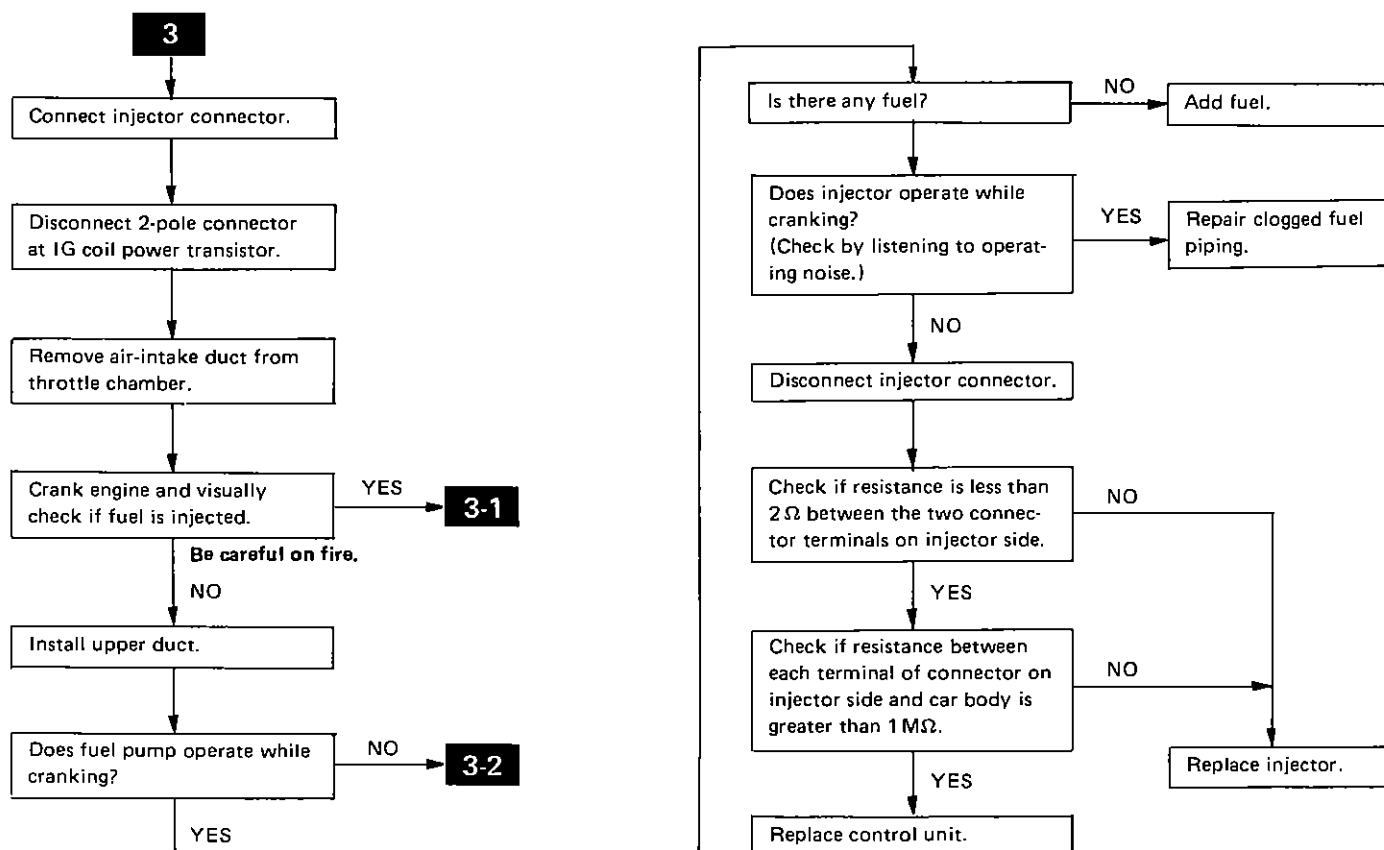 3
Connect injector connector.
Disconnect 2-pole connector
at IG coil power transistor.
Remove air-intake duct from
throttle chamber.
Crank engine and visually
check if fuel is injected.
YES
3-1
Be careful on fire.
NO
Install upper duct.
Does fuel pump operate while
cranking?
NO
3-2
YES
Is there any fuel?
NO
Add fuel.
Does injector operate while
cranking?
(Check by listening to operat-
ing noise.)
YES
Repair clogged fuel
piping.
NO
Disconnect injector connector.
Check if resistance is less than
2 Ω between the two connec-
tor terminals on injector side.
NO
YES
Check if resistance between
each terminal of connector on
injector side and car body is
greater than 1 MΩ.
NO
Replace injector.
YES
Replace control unit.